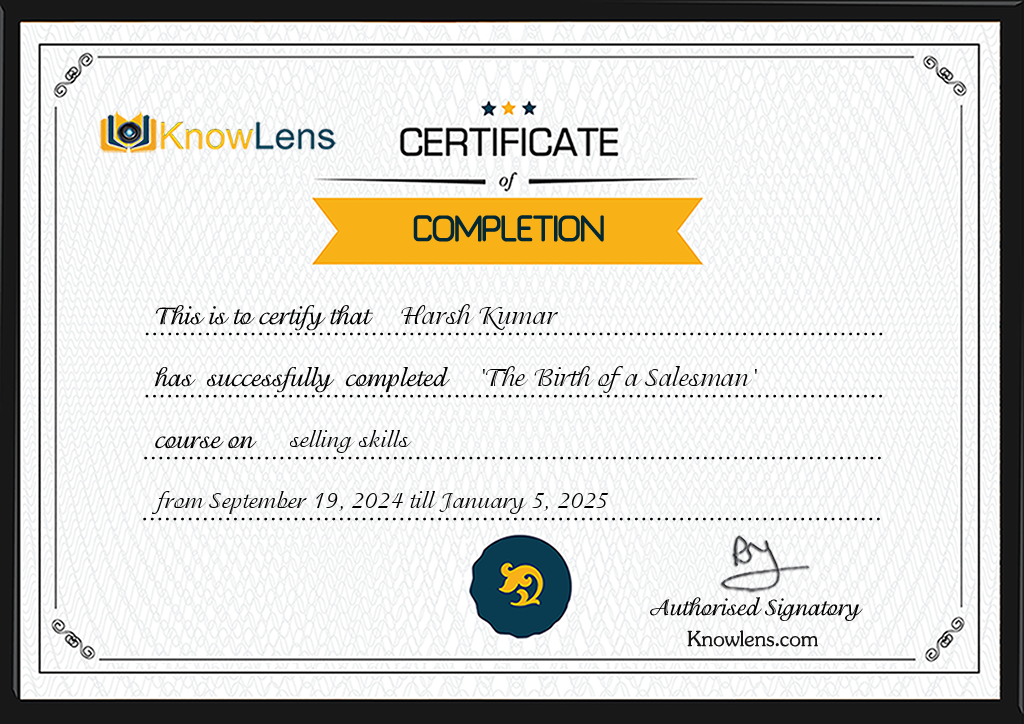 KnowLens
CERTIFICATE
of
COMPLETION
This is to certify that Harsh Kumar
has successfully completed 'The Birth of a Salesman'
course on selling skills
from September 19, 2024 till January 5, 2025
By
Authorised Signatory
Knowlens.com